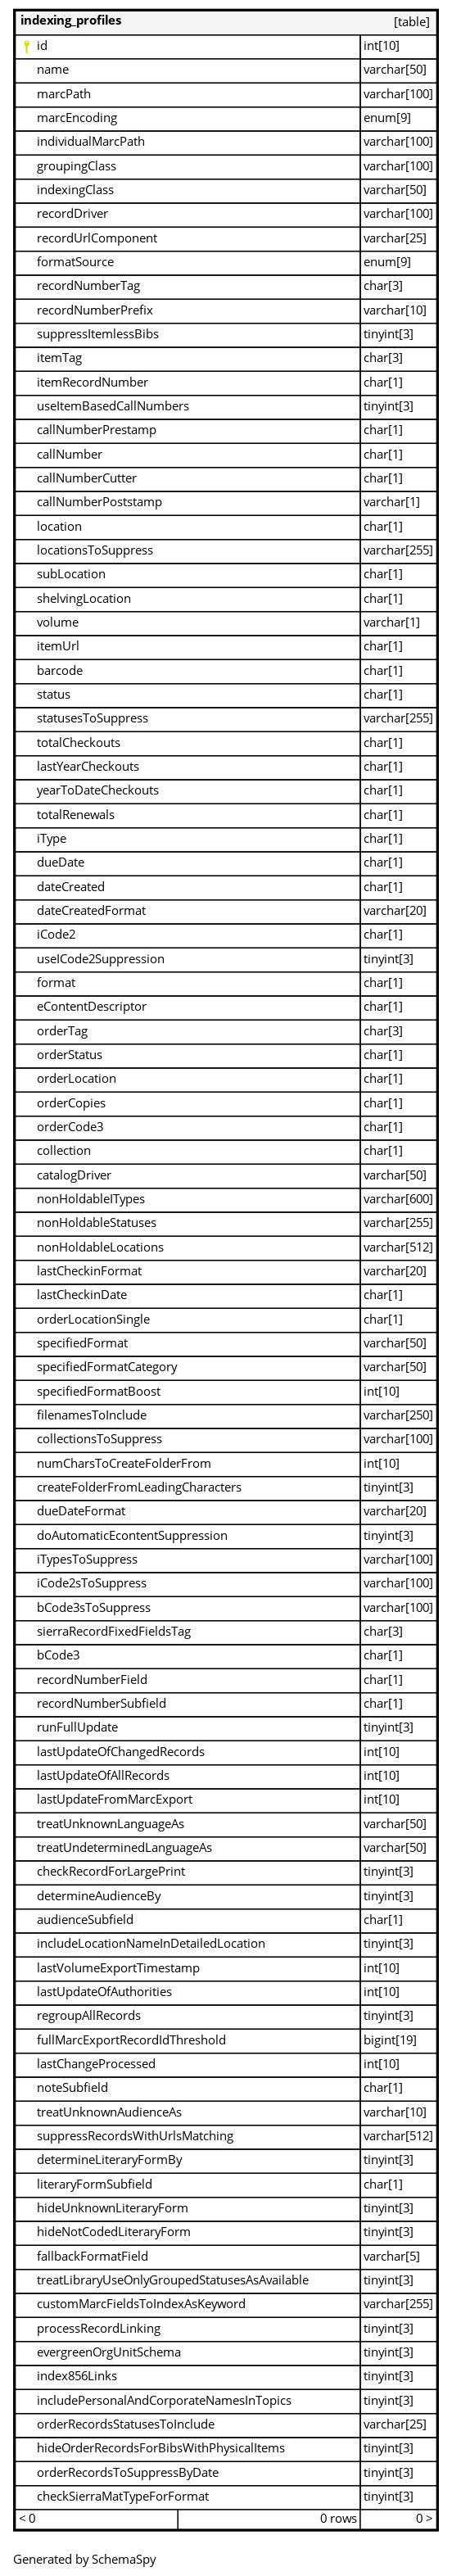 indexing_profiles [table]
id int[10]
name varchar[50]
marcPath varchar[100]
marcEncoding enum[9]
individualMarcPath varchar[100]
groupingClass varchar[100]
indexingClass varchar[50]
recordDriver varchar[100]
recordUrlComponent varchar[25]
formatSource enum[9]
recordNumberTag char[3]
recordNumberPrefix varchar[10]
suppressItemlessBibs tinyint[3]
itemTag char[3]
itemRecordNumber char[1]
useItemBasedCallNumbers tinyint[3]
callNumberPrestamp char[1]
callNumber char[1]
callNumberCutter char[1]
callNumberPoststamp varchar[1]
location char[1]
locationsToSuppress varchar[255]
subLocation char[1]
shelvingLocation char[1]
volume varchar[1]
itemUrl char[1]
barcode char[1]
status char[1]
statusesToSuppress varchar[255]
totalCheckouts char[1]
lastYearCheckouts char[1]
yearToDateCheckouts char[1]
totalRenewals char[1]
iType char[1]
dueDate char[1]
dateCreated char[1]
dateCreatedFormat varchar[20]
iCode2 char[1]
useICode2Suppression tinyint[3]
format char[1]
eContentDescriptor char[1]
orderTag char[3]
orderStatus char[1]
orderLocation char[1]
orderCopies char[1]
orderCode3 char[1]
collection char[1]
catalogDriver varchar[50]
nonHoldableITypes varchar[600]
nonHoldableStatuses varchar[255]
nonHoldableLocations varchar[512]
lastCheckinFormat varchar[20]
lastCheckinDate char[1]
orderLocationSingle char[1]
specifiedFormat varchar[50]
specifiedFormatCategory varchar[50]
specifiedFormatBoost int[10]
filenamesToInclude varchar[250]
collectionsToSuppress varchar[100]
numCharsToCreateFolderFrom int[10]
createFolderFromLeadingCharacters tinyint[3]
dueDateFormat varchar[20]
doAutomaticEcontentSuppression tinyint[3]
iTypesToSuppress varchar[100]
iCode2sToSuppress varchar[100]
bCode3sToSuppress varchar[100]
sierraRecordFixedFieldsTag char[3]
bCode3 char[1]
recordNumberField char[1]
recordNumberSubfield char[1]
runFullUpdate tinyint[3]
lastUpdateOfChangedRecords int[10]
lastUpdateOfAllRecords int[10]
lastUpdateFromMarcExport int[10]
treatUnknownLanguageAs varchar[50]
treatUndeterminedLanguageAs varchar[50]
checkRecordForLargePrint tinyint[3]
determineAudienceBy tinyint[3]
audienceSubfield char[1]
includeLocationNameInDetailedLocation tinyint[3]
lastVolumeExportTimestamp int[10]
lastUpdateOfAuthorities int[10]
regroupAllRecords tinyint[3]
fullMarcExportRecordIdThreshold bigint[19]
lastChangeProcessed int[10]
noteSubfield char[1]
treatUnknownAudienceAs varchar[10]
suppressRecordsWithUrlsMatching varchar[512]
determineLiteraryFormBy tinyint[3]
literaryFormSubfield char[1]
hideUnknownLiteraryForm tinyint[3]
hideNotCodedLiteraryForm tinyint[3]
fallbackFormatField varchar[5]
treatLibraryUseOnlyGroupedStatusesAsAvailable tinyint[3]
customMarcFieldsToIndexAsKeyword varchar[255]
processRecordLinking tinyint[3]
evergreenOrgUnitSchema tinyint[3]
index856Links tinyint[3]
includePersonalAndCorporateNamesInTopics tinyint[3]
orderRecordsStatusesToInclude varchar[25]
hideOrderRecordsForBibsWithPhysicalItems tinyint[3]
orderRecordsToSuppressByDate tinyint[3]
checkSierraMatTypeForFormat tinyint[3]
< 0 0 rows 0 >
Generated by SchemaSpy